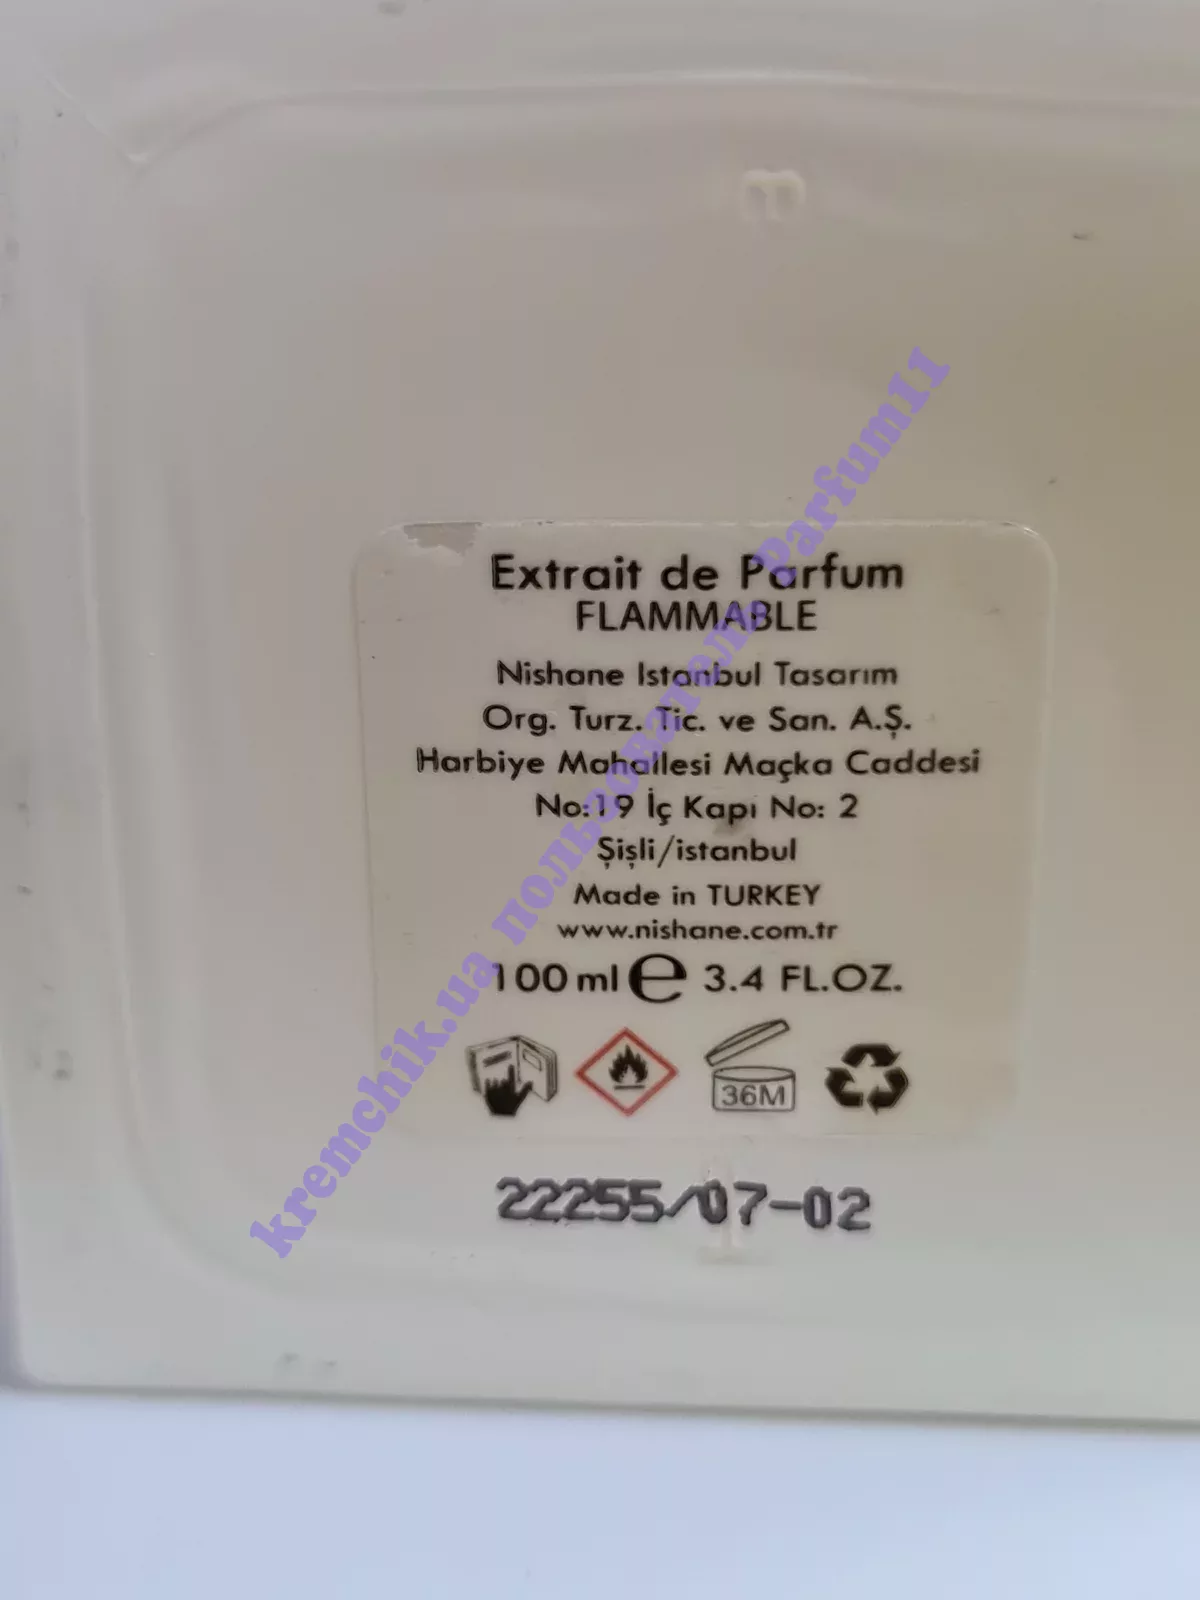 Extrait de Parfum
FLAMMABLE
Nishane Istanbul Tasarım
Org. Turz. Tic. ve San. A.Ş.
Harbiye Mahallesi Maçka Caddesi
No:19 İç Kapı No: 2
Şişli/istanbul
Made in TURKEY
www.nishane.com.tr
100 ml e 3.4 FL.OZ.
36M
22255/07-02
kremchik.ua пользователь Parfum11